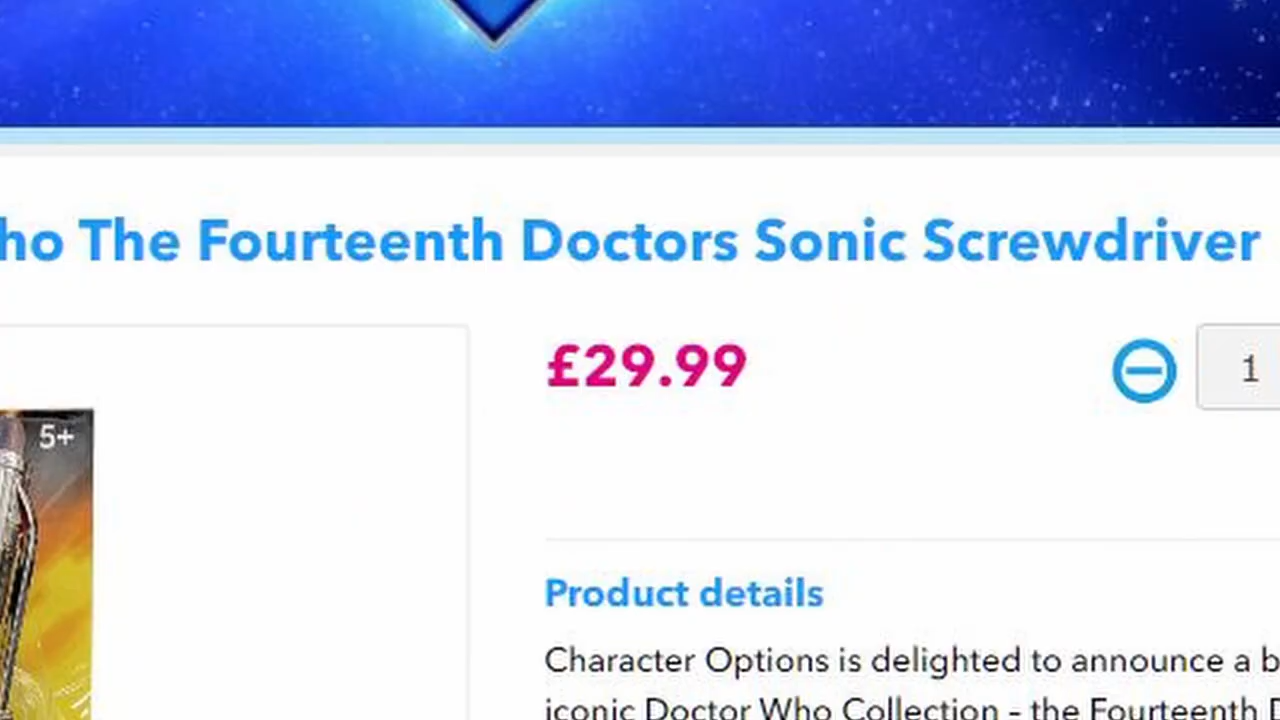 ho The Fourteenth Doctors Sonic Screwdriver
£29.99
1
5+
Product details
Character Options is delighted to announce a b
iconic Doctor Who Collection - the Fourteenth D